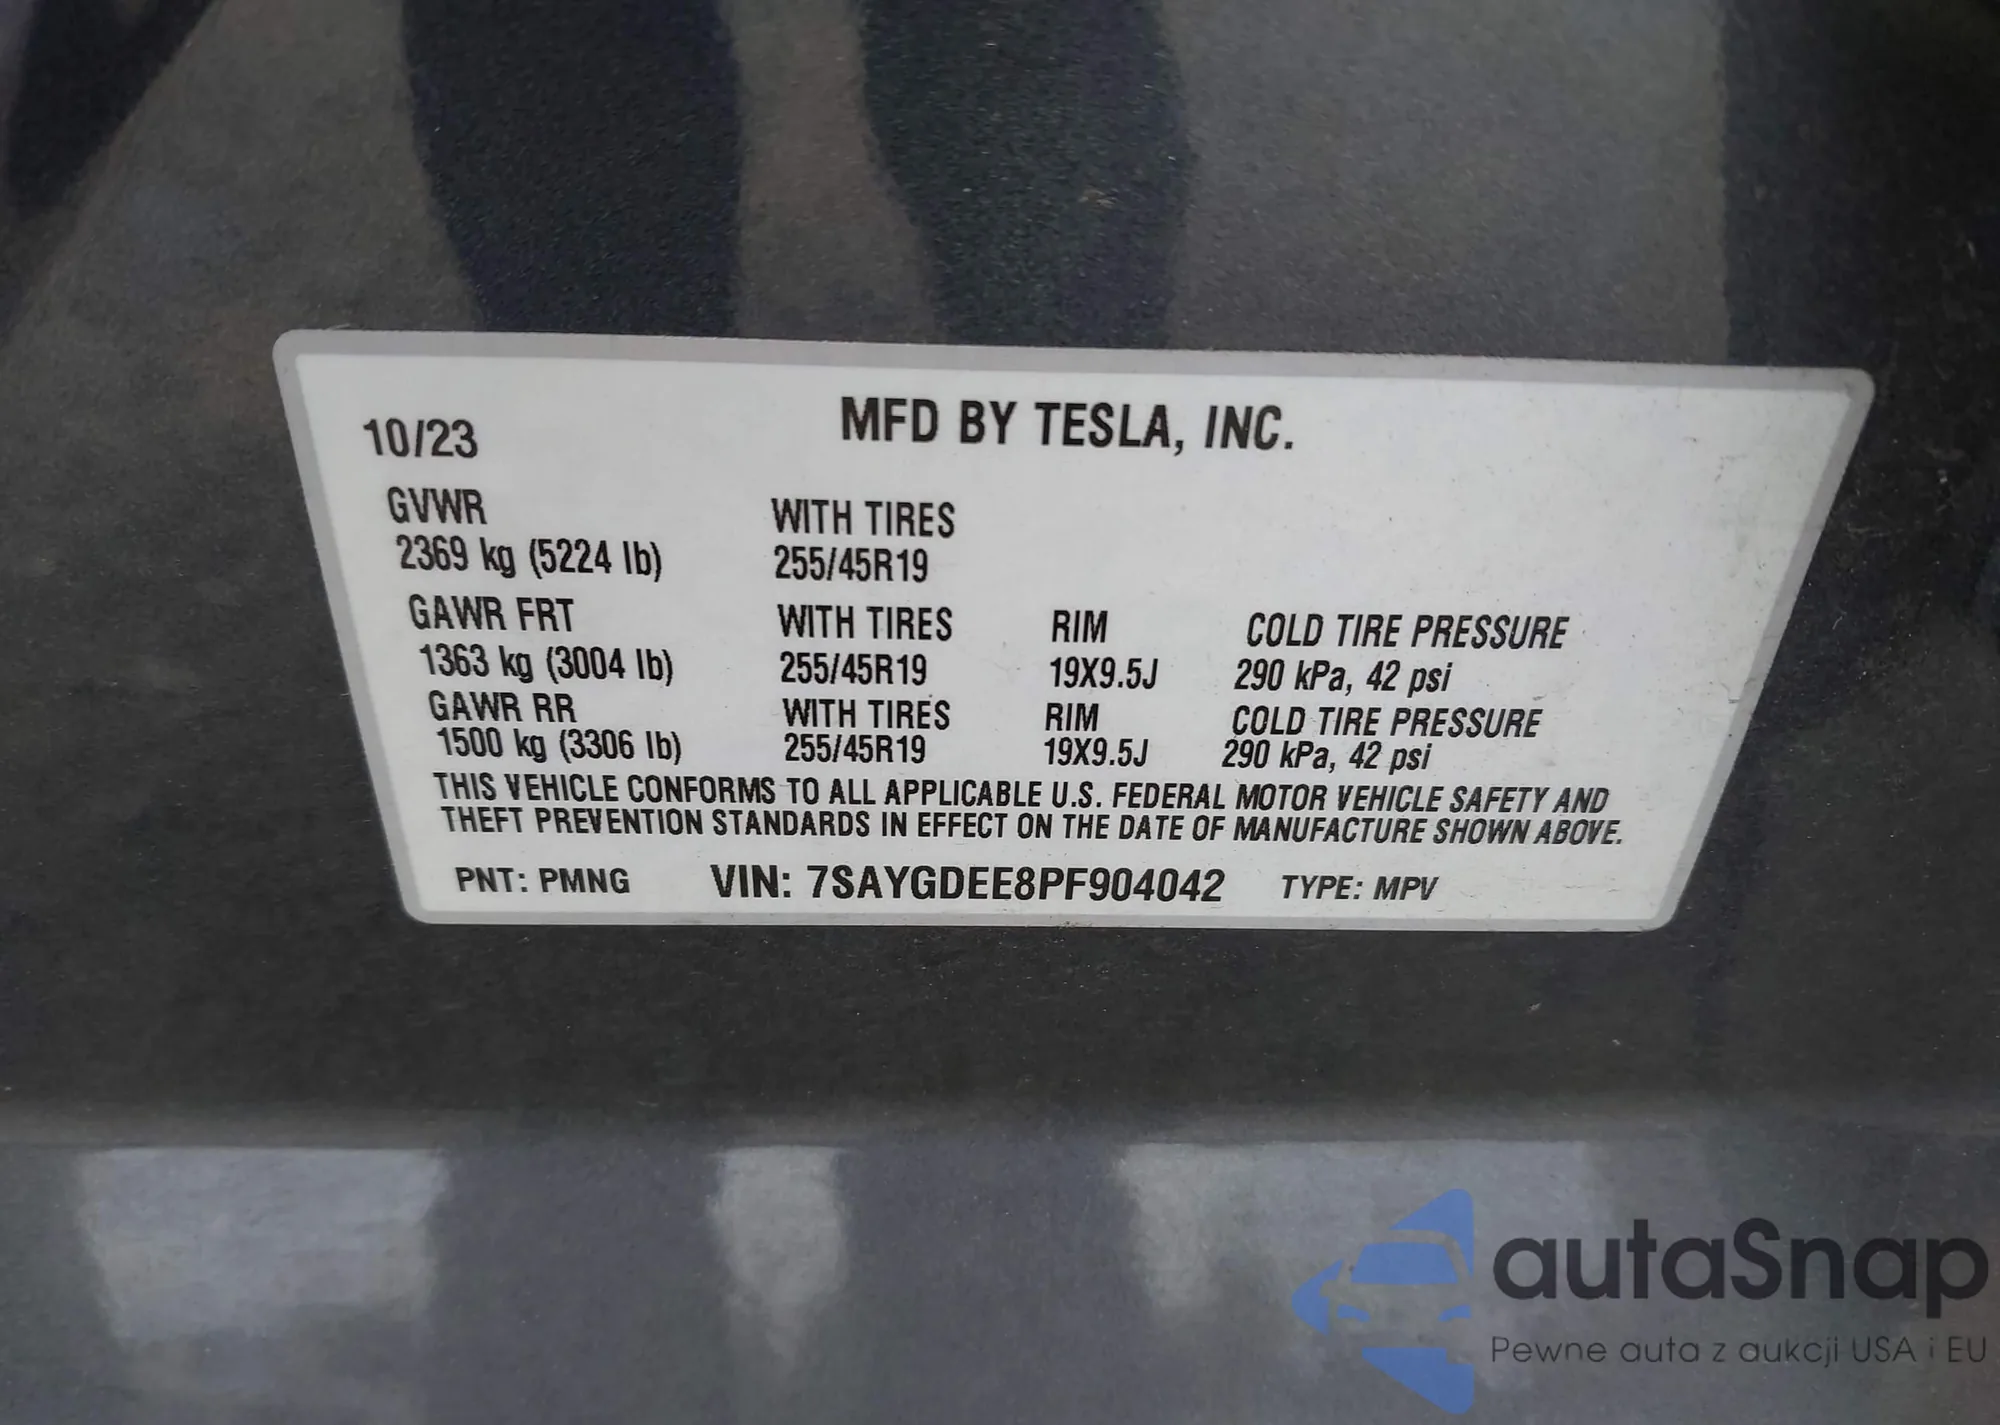 10/23 MFD BY TESLA, INC.
GVWR WITH TIRES
2369 kg (5224 lb) 255/45R19
GAWR FRT WITH TIRES RIM COLD TIRE PRESSURE
1363 kg (3004 lb) 255/45R19 19X9.5J 290 kPa, 42 psi
GAWR RR WITH TIRES RIM COLD TIRE PRESSURE
1500 kg (3306 lb) 255/45R19 19X9.5J 290 kPa, 42 psi
THIS VEHICLE CONFORMS TO ALL APPLICABLE U.S. FEDERAL MOTOR VEHICLE SAFETY AND
THEFT PREVENTION STANDARDS IN EFFECT ON THE DATE OF MANUFACTURE SHOWN ABOVE.
PNT: PMNG VIN: 7SAYGDEE8PF904042 TYPE: MPV
autaSnap
Pewne auta z aukcji USA i EU